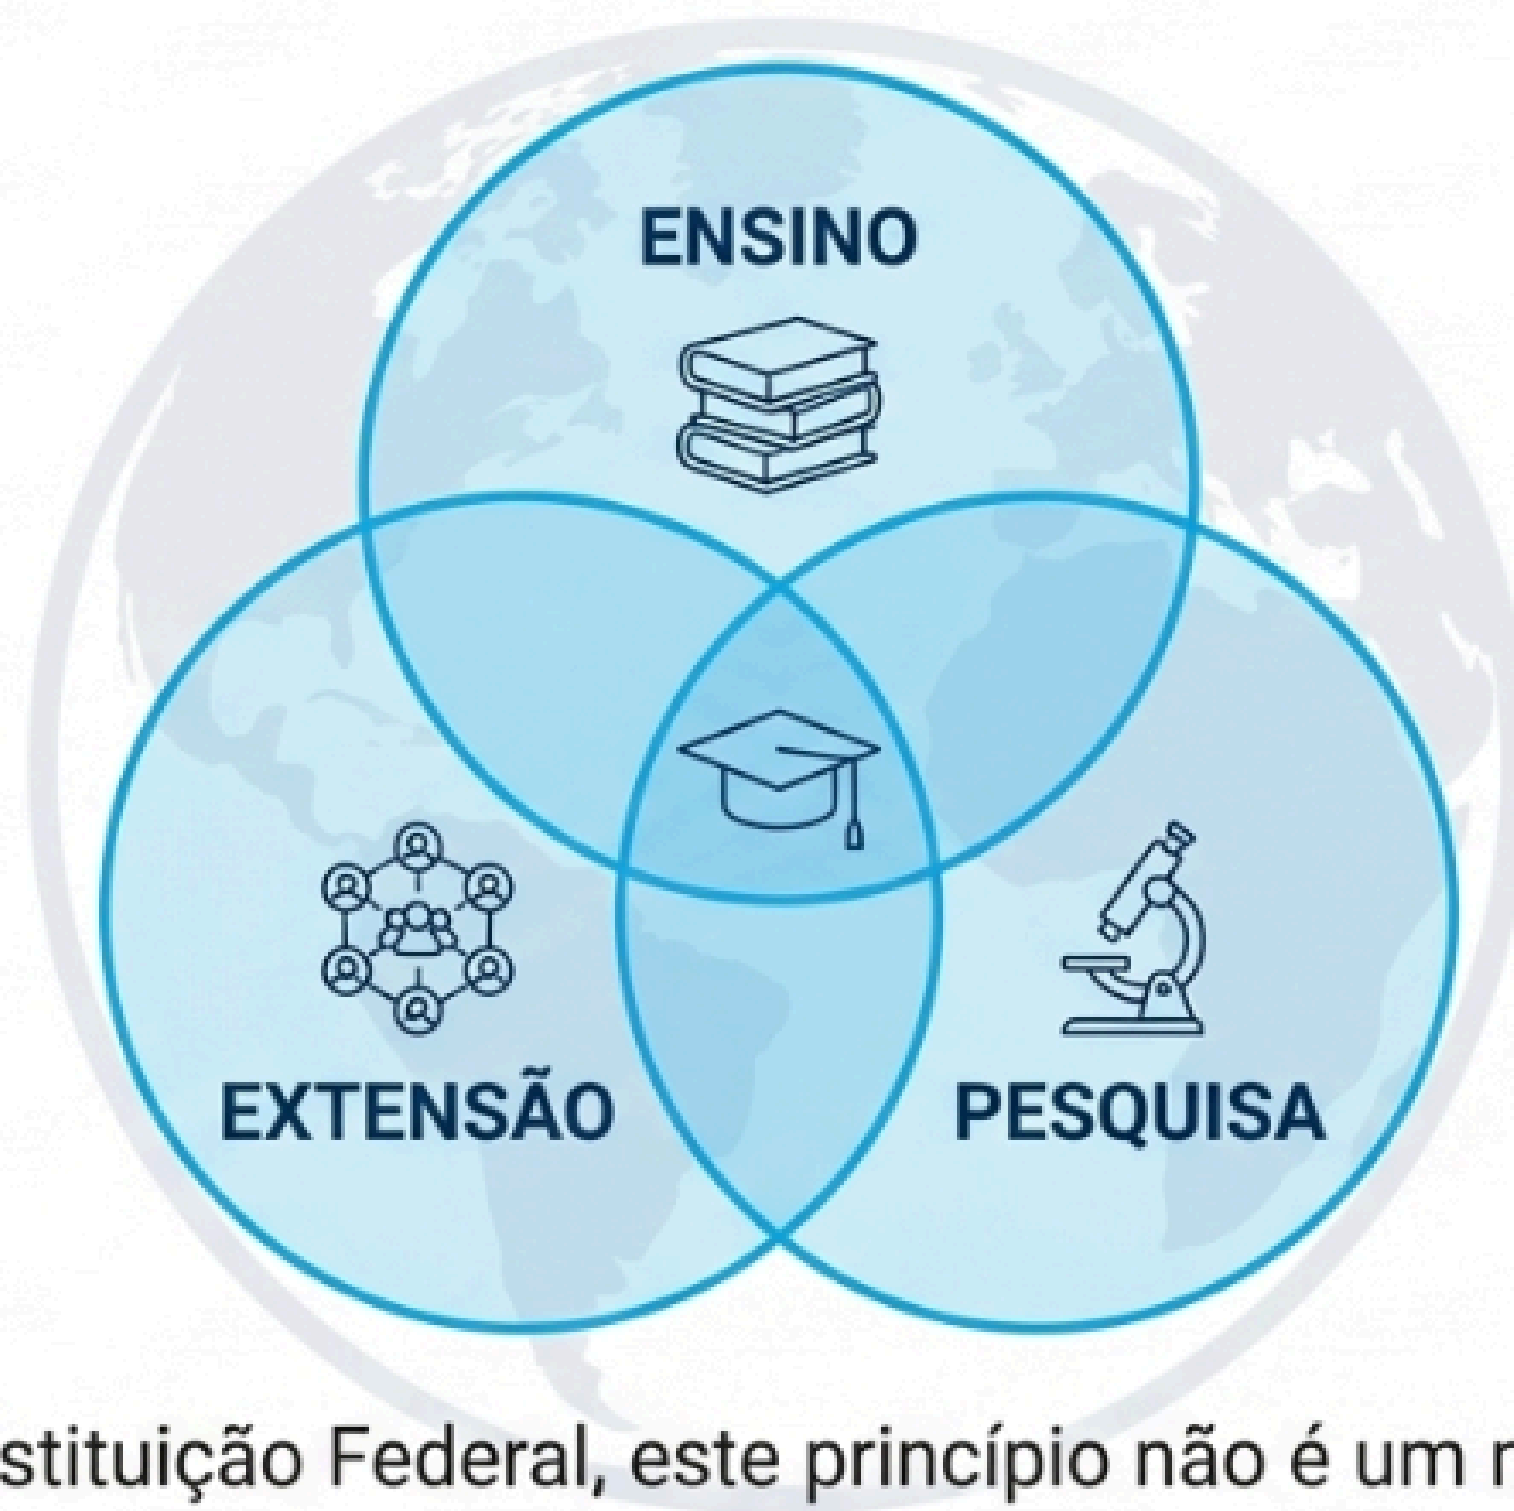 ENSINO
EXTENSÃO
PESQUISA
stituição Federal, este princípio não é um